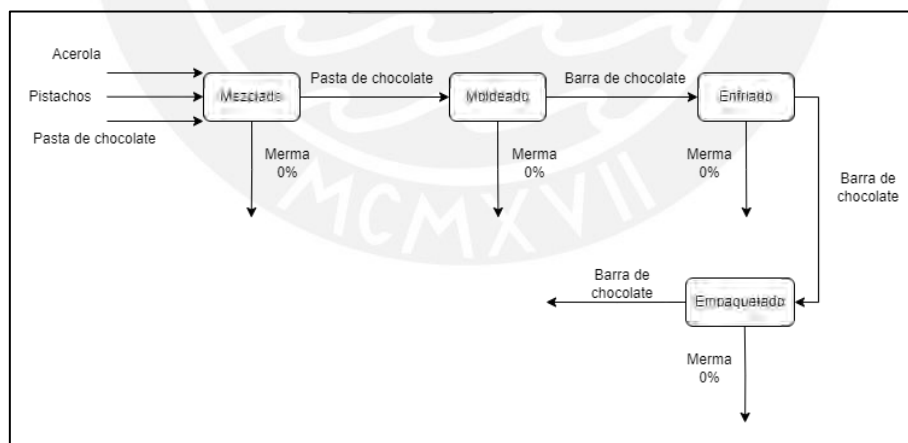 Acerola
Pistachos
Pasta de chocolate
Mezclado
Pasta de chocolate
Moldeado
Barra de chocolate
Enfriado
Merma
0%
Merma
0%
Merma
0%
Barra de
chocolate
Barra de
chocolate
Empaquetado
Merma
0%
MCMXVII